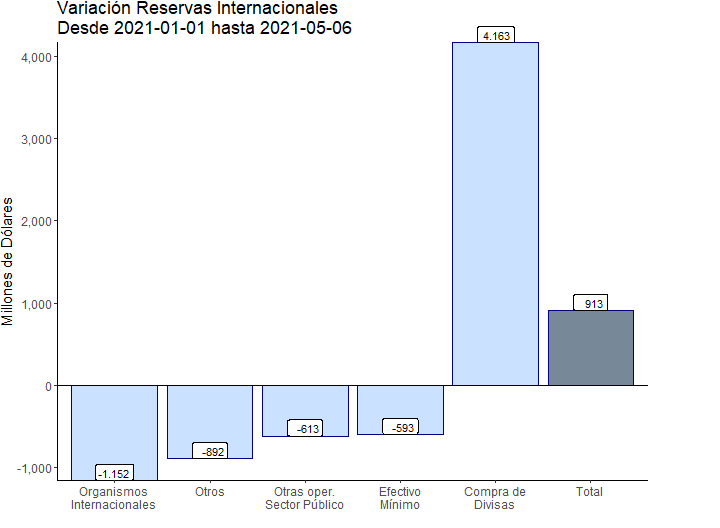 Variación Reservas Internacionales
Desde 2021-01-01 hasta 2021-05-06
Millones de Dólares
4,000
3,000
2,000
1,000
0
-1,000
-1.152
-892
-613
-593
4.163
913
Organismos
Internacionales
Otros
Otras oper.
Sector Público
Efectivo
Mínimo
Compra de
Divisas
Total